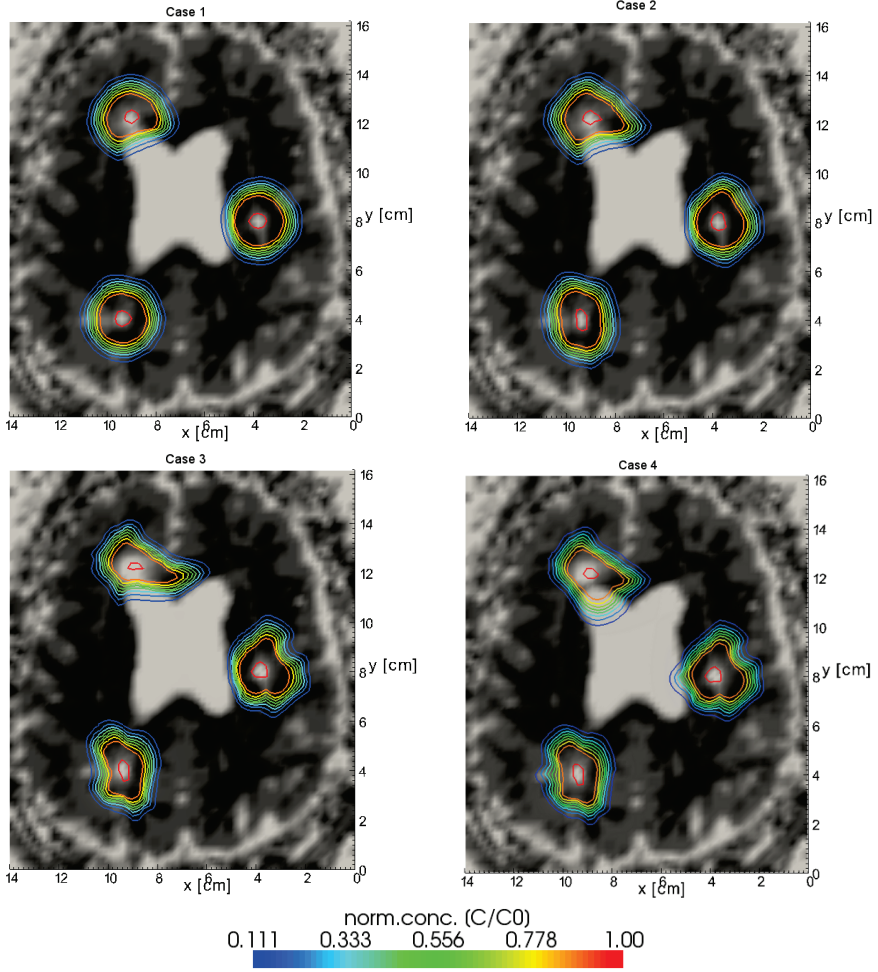 Case 1
16
14
12
10
y [cm]
8
6
4
2
0
14 12 10 8 6 4 2 0
x [cm]
Case 2
16
14
12
10
8 y [cm]
6
4
2
0
14 12 10 8 6 4 2
x [cm]
Case 3
16
14
12
10
8 y [cm]
6
4
2
0
14 12 10 8 6 4 2 0
x [cm]
Case 4
16
14
12
10
8 y [cm]
6
4
2
0
14 12 10 8 6 4 2 0
x [cm]
norm.conc. (C/C0)
0.111 0.333 0.556 0.778 1.00